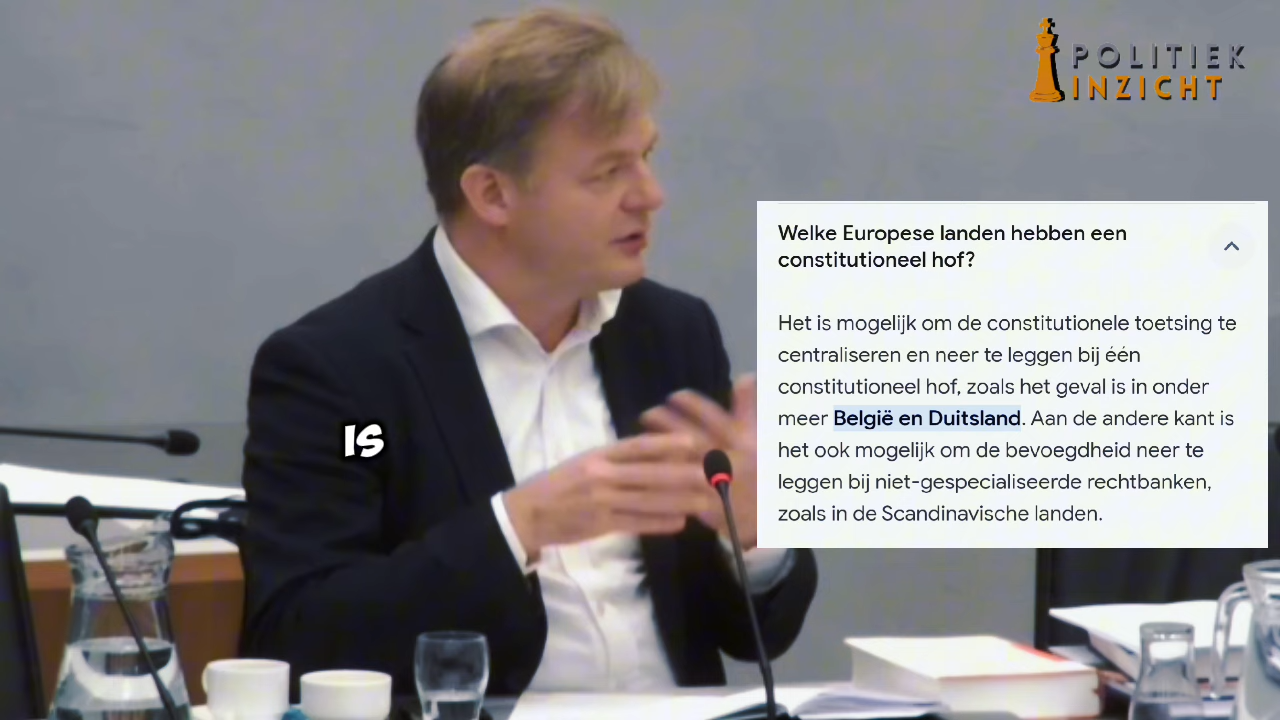 POLITIEK
INZICHT
Welke Europese landen hebben een
constitutioneel hof?
Het is mogelijk om de constitutionele toetsing te
centraliseren en neer te leggen bij één
constitutioneel hof, zoals het geval is in onder
meer België en Duitsland. Aan de andere kant is
het ook mogelijk om de bevoegdheid neer te
leggen bij niet-gespecialiseerde rechtbanken,
zoals in de Scandinavische landen.
IS